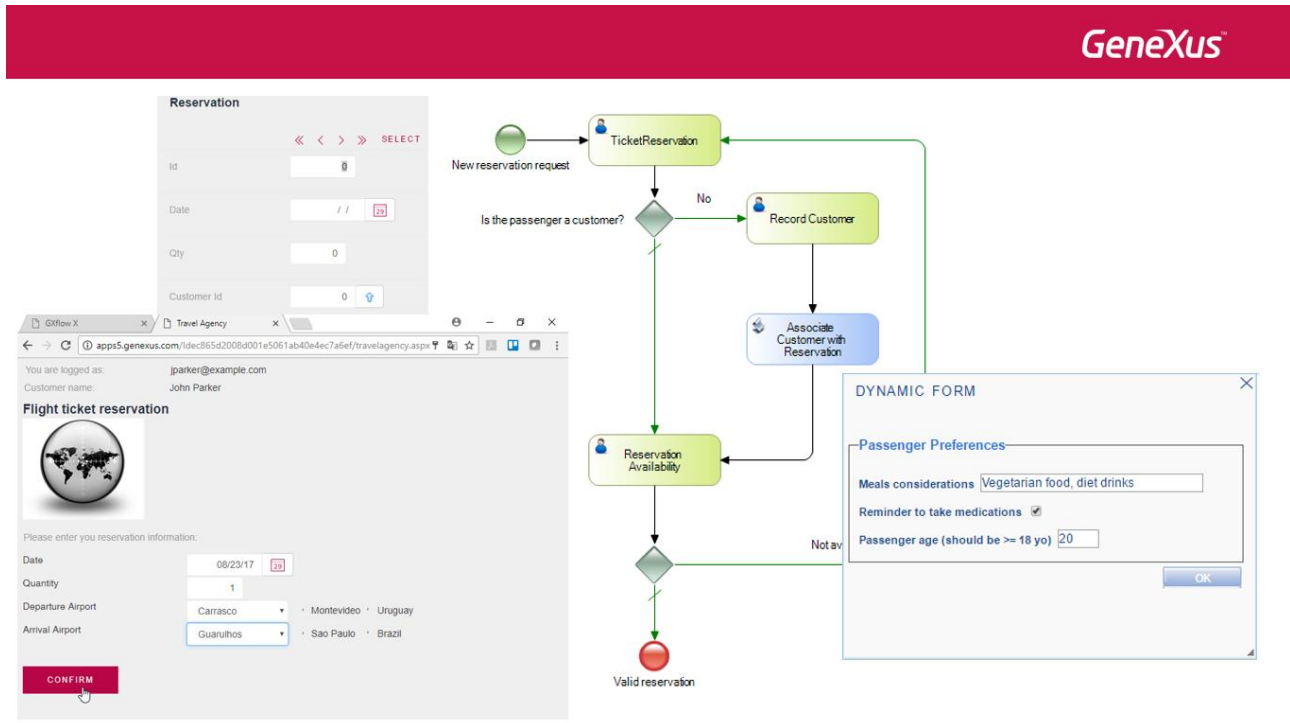 GeneXus™
Reservation
SELECT
Id 0
Date / / 29
Qty 0
Customer Id 0
GXflow X
Travel Agency
apps5.genexus.com/Idec865d2008d001e5061ab40e4ec7a6ef/travelagency.aspx
You are logged as: jparker@example.com
Customer name: John Parker
Flight ticket reservation
Please enter you reservation information:
Date 08/23/17 29
Quantity 1
Departure Airport Carrasco Montevideo Uruguay
Arrival Airport Guarulhos Sao Paulo Brazil
CONFIRM
New reservation request
TicketReservation
Is the passenger a customer?
No
Record Customer
Associate
Customer with
Reservation
Reservation
Availability
Not av
Valid reservation
DYNAMIC FORM
Passenger Preferences
Meals considerations Vegetarian food, diet drinks
Reminder to take medications
Passenger age (should be >= 18 yo) 20
OK